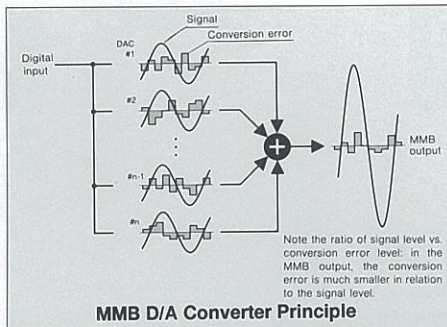 Signal
Conversion error
DAC
#1
Digital
input
#2
#n-1
#n
MMB
output
Note the ratio of signal level vs.
conversion error level: in the
MMB output, the conversion
error is much smaller in relation
to the signal level.
MMB D/A Converter Principle